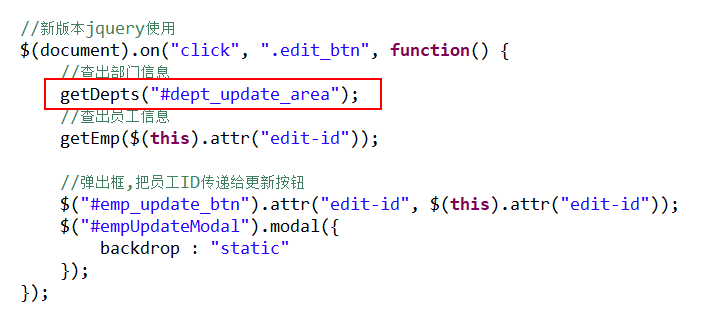 //新版本jquery使用
$(document).on("click", ".edit_btn", function() {
//查出部门信息
getDepts("#dept_update_area");
//查出员工信息
getEmp($(this).attr("edit-id"));
//弹出框,把员工ID传递给更新按钮
$("#emp_update_btn").attr("edit-id", $(this).attr("edit-id"));
$("#empUpdateModal").modal({
backdrop : "static"
});
});